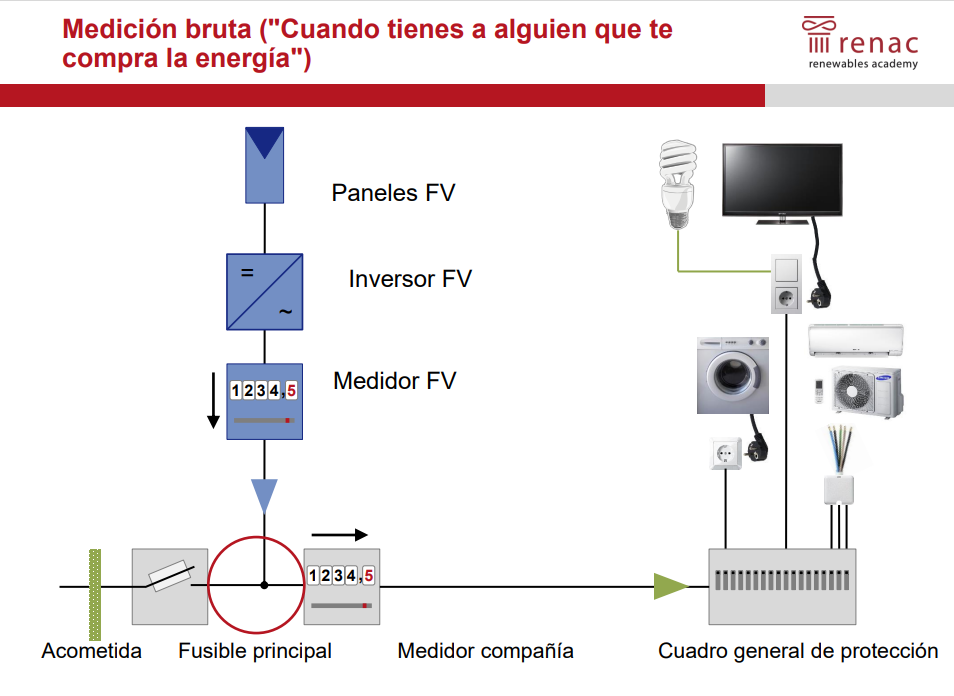 Medición bruta ("Cuando tienes a alguien que te
compra la energía")
renac
renewables academy
Paneles FV
=
Inversor FV
~
1234,5
Medidor FV
1234,5
Acometida
Fusible principal
Medidor compañía
Cuadro general de protección